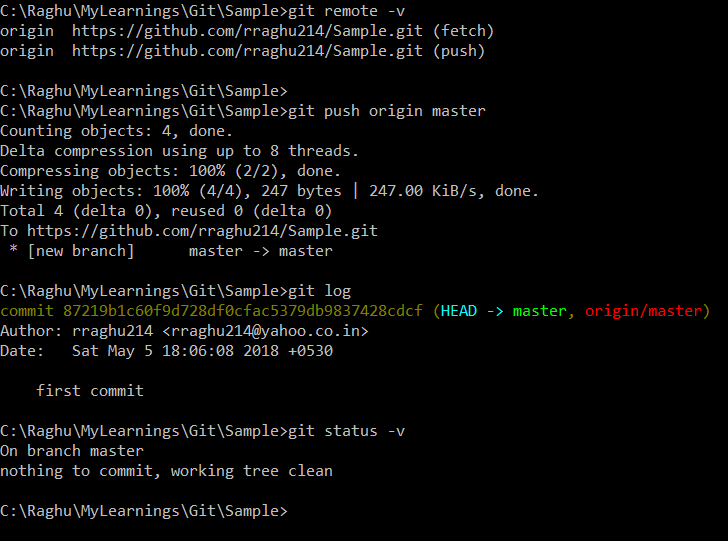 C:\Raghu\MyLearnings\Git\Sample>git remote -v
origin  https://github.com/rraghu214/Sample.git (fetch)
origin  https://github.com/rraghu214/Sample.git (push)
C:\Raghu\MyLearnings\Git\Sample>
C:\Raghu\MyLearnings\Git\Sample>git push origin master
Counting objects: 4, done.
Delta compression using up to 8 threads.
Compressing objects: 100% (2/2), done.
Writing objects: 100% (4/4), 247 bytes | 247.00 KiB/s, done.
Total 4 (delta 0), reused 0 (delta 0)
To https://github.com/rraghu214/Sample.git
 * [new branch]      master -> master
C:\Raghu\MyLearnings\Git\Sample>git log
commit 87219b1c60f9d728df0cfac5379db9837428cdcf (HEAD -> master, origin/master)
Author: rraghu214 <rraghu214@yahoo.co.in>
Date:   Sat May 5 18:06:08 2018 +0530
    first commit
C:\Raghu\MyLearnings\Git\Sample>git status -v
On branch master
nothing to commit, working tree clean
C:\Raghu\MyLearnings\Git\Sample>